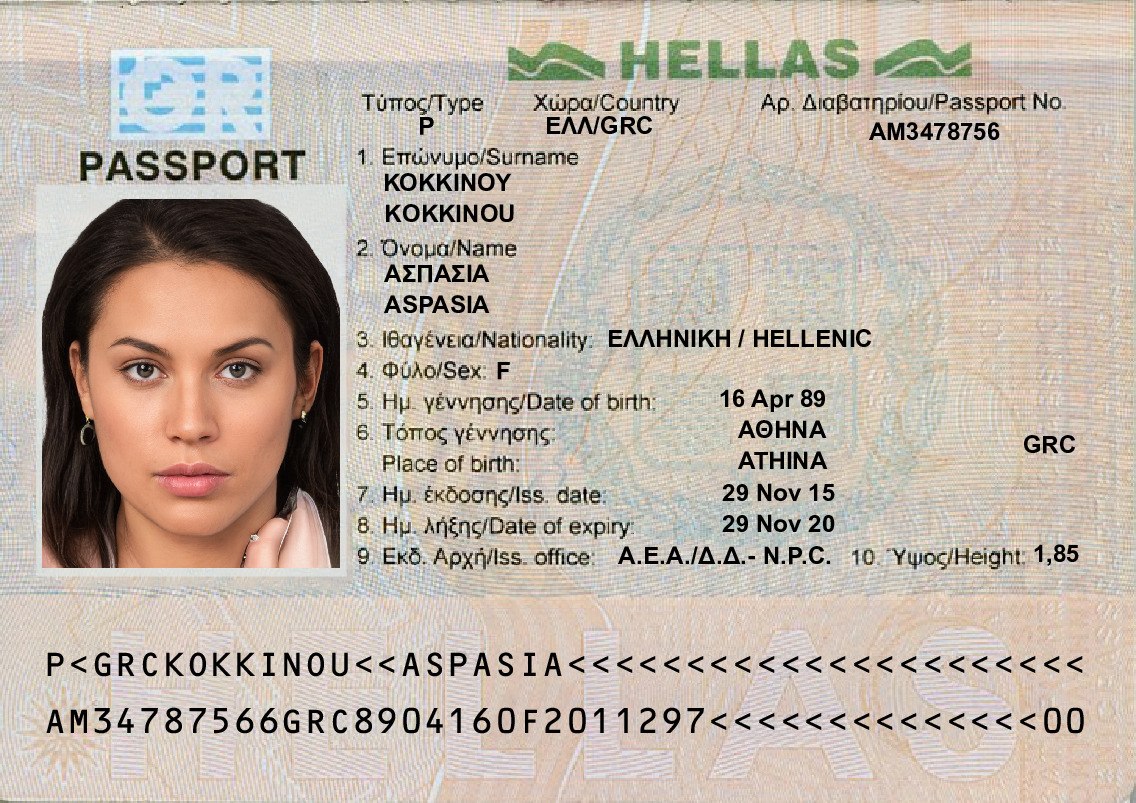 GR
HELLAS
PASSPORT
Τύπος/Type Χώρα/Country Αρ. Διαβατηρίου/Passport No.
P ΕΛΛ/GRC AM3478756
1. Επώνυμο/Surname
ΚΟΚΚΙΝΟΥ
KOKKINOU
2. Όνομα/Name
ΑΣΠΑΣΙΑ
ASPASIA
3. Ιθαγένεια/Nationality: ΕΛΛΗΝΙΚΗ / HELLENIC
4. Φύλο/Sex: F
5. Ημ. γέννησης/Date of birth: 16 Apr 89
6. Τόπος γέννησης: ΑΘΗΝΑ
Place of birth: ATHINA GRC
7. Ημ. έκδοσης/Iss. date: 29 Nov 15
8. Ημ. λήξης/Date of expiry: 29 Nov 20
9 Εκδ. Αρχή/Iss. office: Α.Ε.Α./Δ.Δ.- N.P.C. 10. Ύψος/Height: 1,85
HELLAS
P<GRCKOKKINOU<<ASPASIA<<<<<<<<<<<<<<<<<<<<<<
AM34787566GRC8904160F2011297<<<<<<<<<<<<<<00